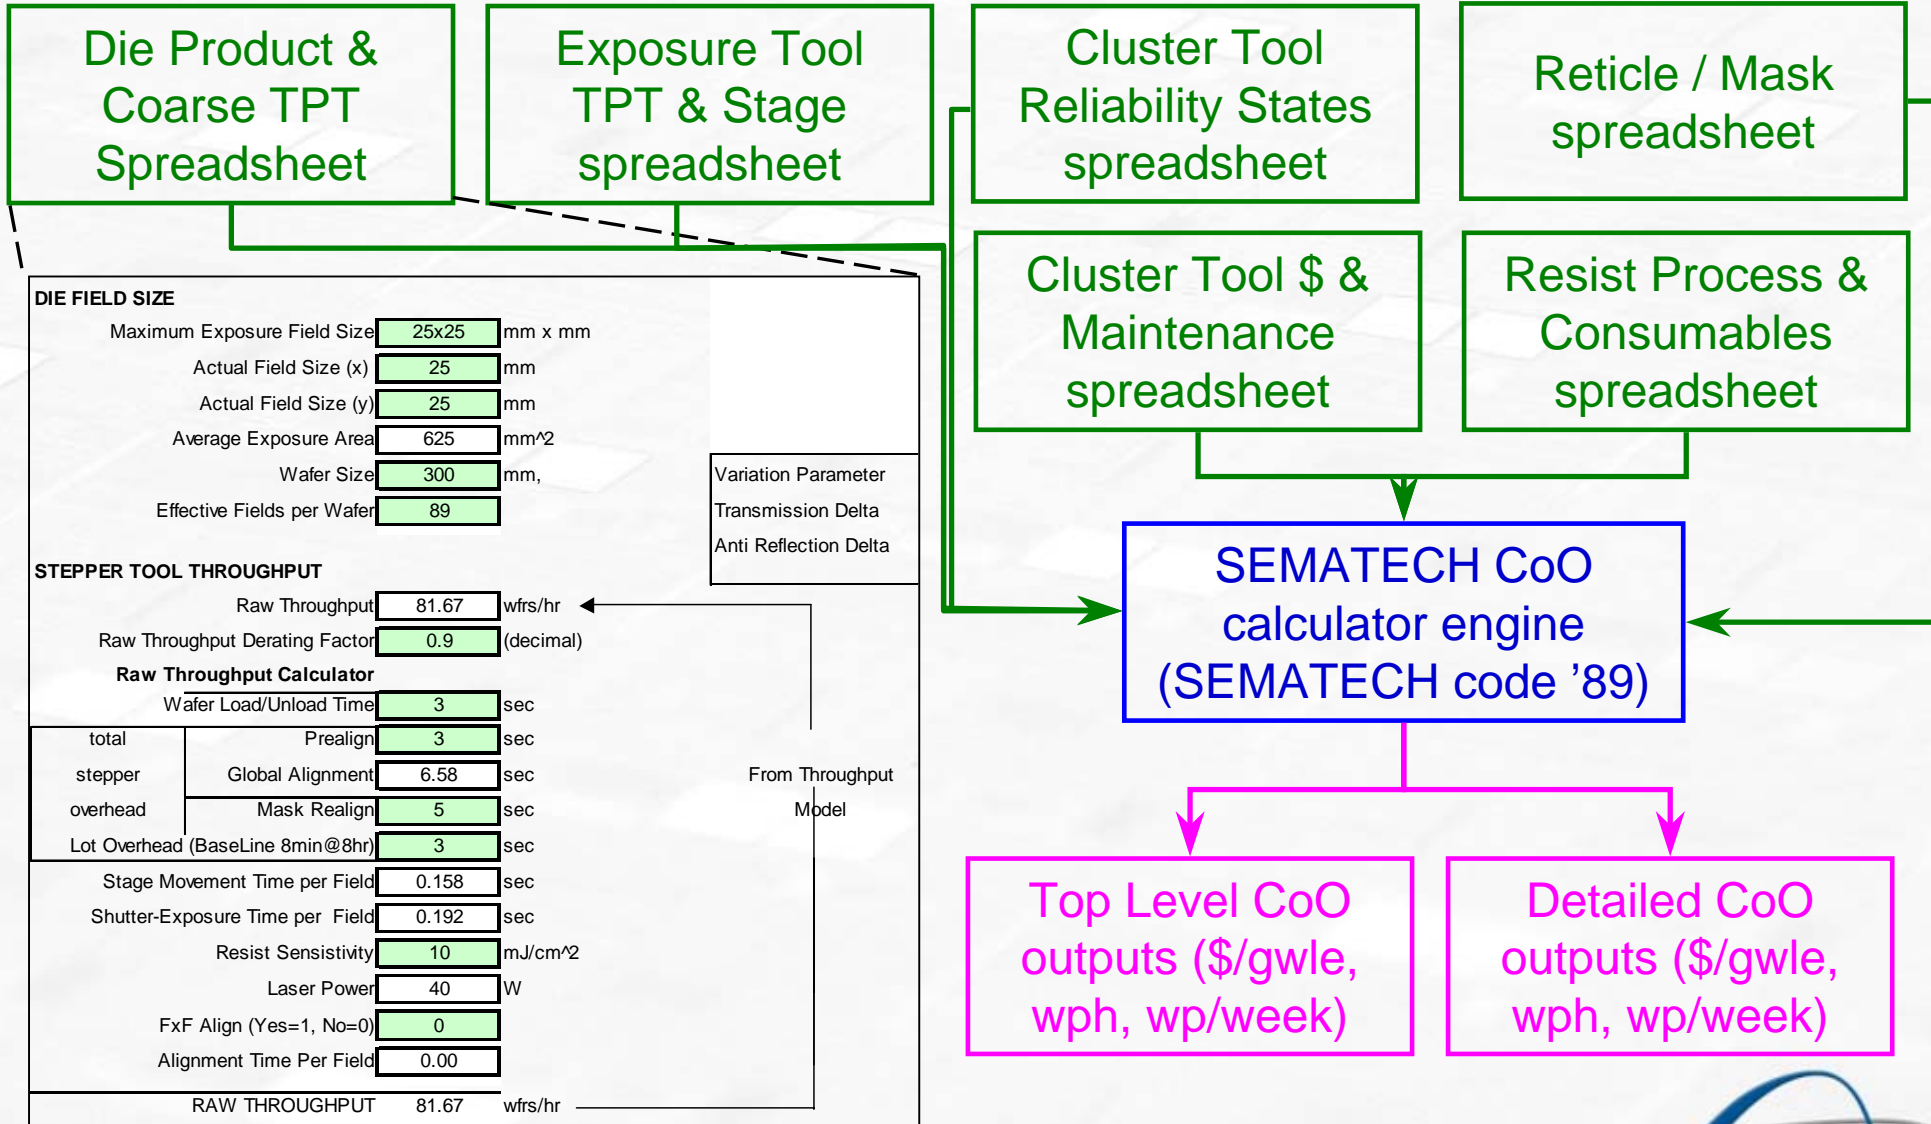 Die Product &
Coarse TPT
Spreadsheet
Exposure Tool
TPT & Stage
spreadsheet
Cluster Tool
Reliability States
spreadsheet
Reticle / Mask
spreadsheet
Cluster Tool $ &
Maintenance
spreadsheet
Resist Process &
Consumables
spreadsheet
DIE FIELD SIZE
Maximum Exposure Field Size 25x25 mm x mm
Actual Field Size (x) 25 mm
Actual Field Size (y) 25 mm
Average Exposure Area 625 mm^2
Wafer Size 300 mm,
Effective Fields per Wafer 89
Variation Parameter
Transmission Delta
Anti Reflection Delta
STEPPER TOOL THROUGHPUT
Raw Throughput 81.67 wfrs/hr
Raw Throughput Derating Factor 0.9 (decimal)
Raw Throughput Calculator
Wafer Load/Unload Time 3 sec
total Prealign 3 sec
stepper Global Alignment 6.58 sec
overhead Mask Realign 5 sec
Lot Overhead (BaseLine 8min@8hr) 3 sec
Stage Movement Time per Field 0.158 sec
Shutter-Exposure Time per Field 0.192 sec
Resist Sensistivity 10 mJ/cm^2
Laser Power 40 W
FxF Align (Yes=1, No=0) 0
Alignment Time Per Field 0.00
RAW THROUGHPUT 81.67 wfrs/hr
From Throughput
Model
SEMATECH CoO
calculator engine
(SEMATECH code ’89)
Top Level CoO
outputs ($/gwle,
wph, wp/week)
Detailed CoO
outputs ($/gwle,
wph, wp/week)